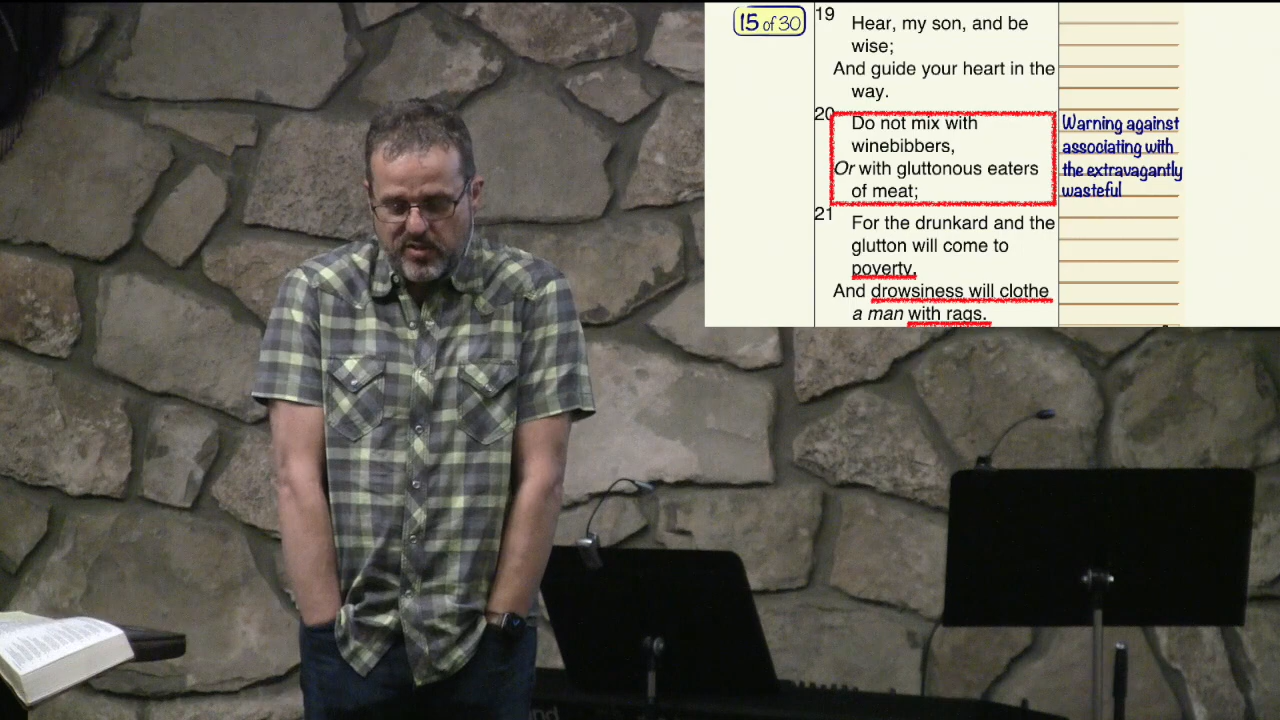 15 of 30
19
Hear, my son, and be
wise;
And guide your heart in the
way.
20
Do not mix with
winebibbers,
Or with gluttonous eaters
of meat;
Warning against
associating with
the extravagantly
wasteful
21
For the drunkard and the
glutton will come to
poverty,
And drowsiness will clothe
a man with rags.